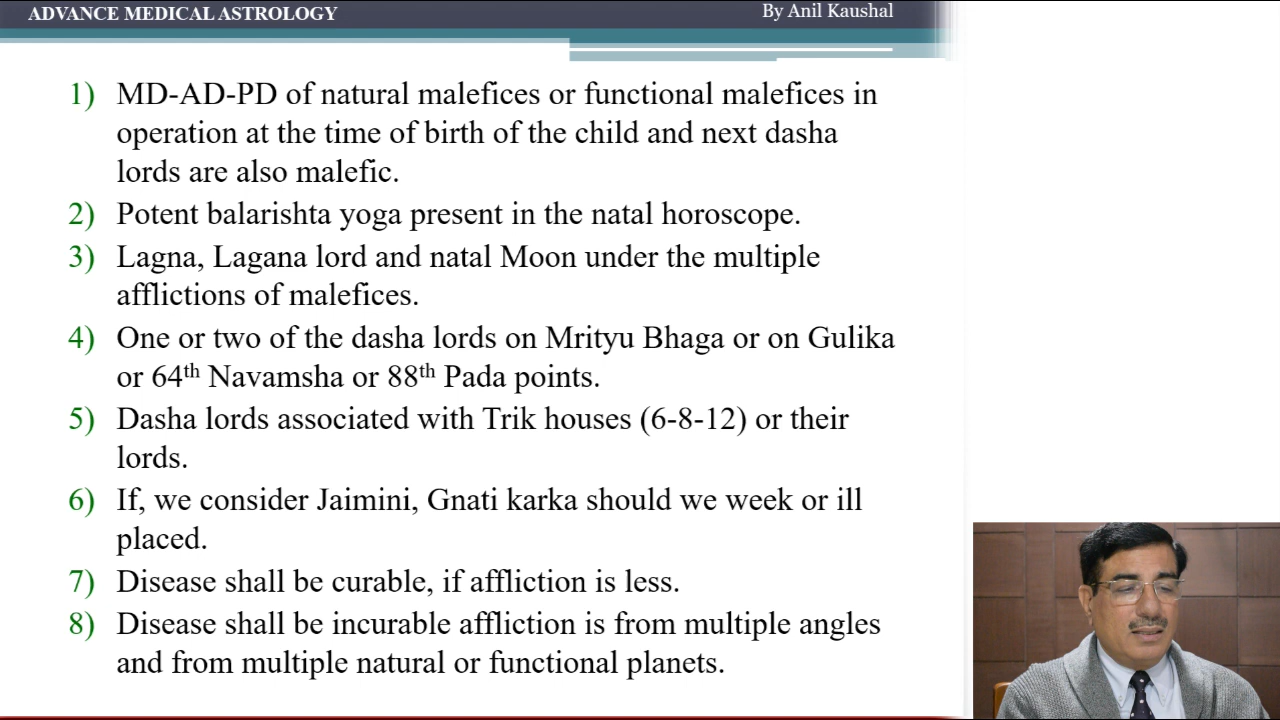 ADVANCE MEDICAL ASTROLOGY
By Anil Kaushal
1) MD-AD-PD of natural malefices or functional malefices in
operation at the time of birth of the child and next dasha
lords are also malefic.
2) Potent balarishta yoga present in the natal horoscope.
3) Lagna, Lagana lord and natal Moon under the multiple
afflictions of malefices.
4) One or two of the dasha lords on Mrityu Bhaga or on Gulika
or 64th Navamsha or 88th Pada points.
5) Dasha lords associated with Trik houses (6-8-12) or their
lords.
6) If, we consider Jaimini, Gnati karka should we week or ill
placed.
7) Disease shall be curable, if affliction is less.
8) Disease shall be incurable affliction is from multiple angles
and from multiple natural or functional planets.